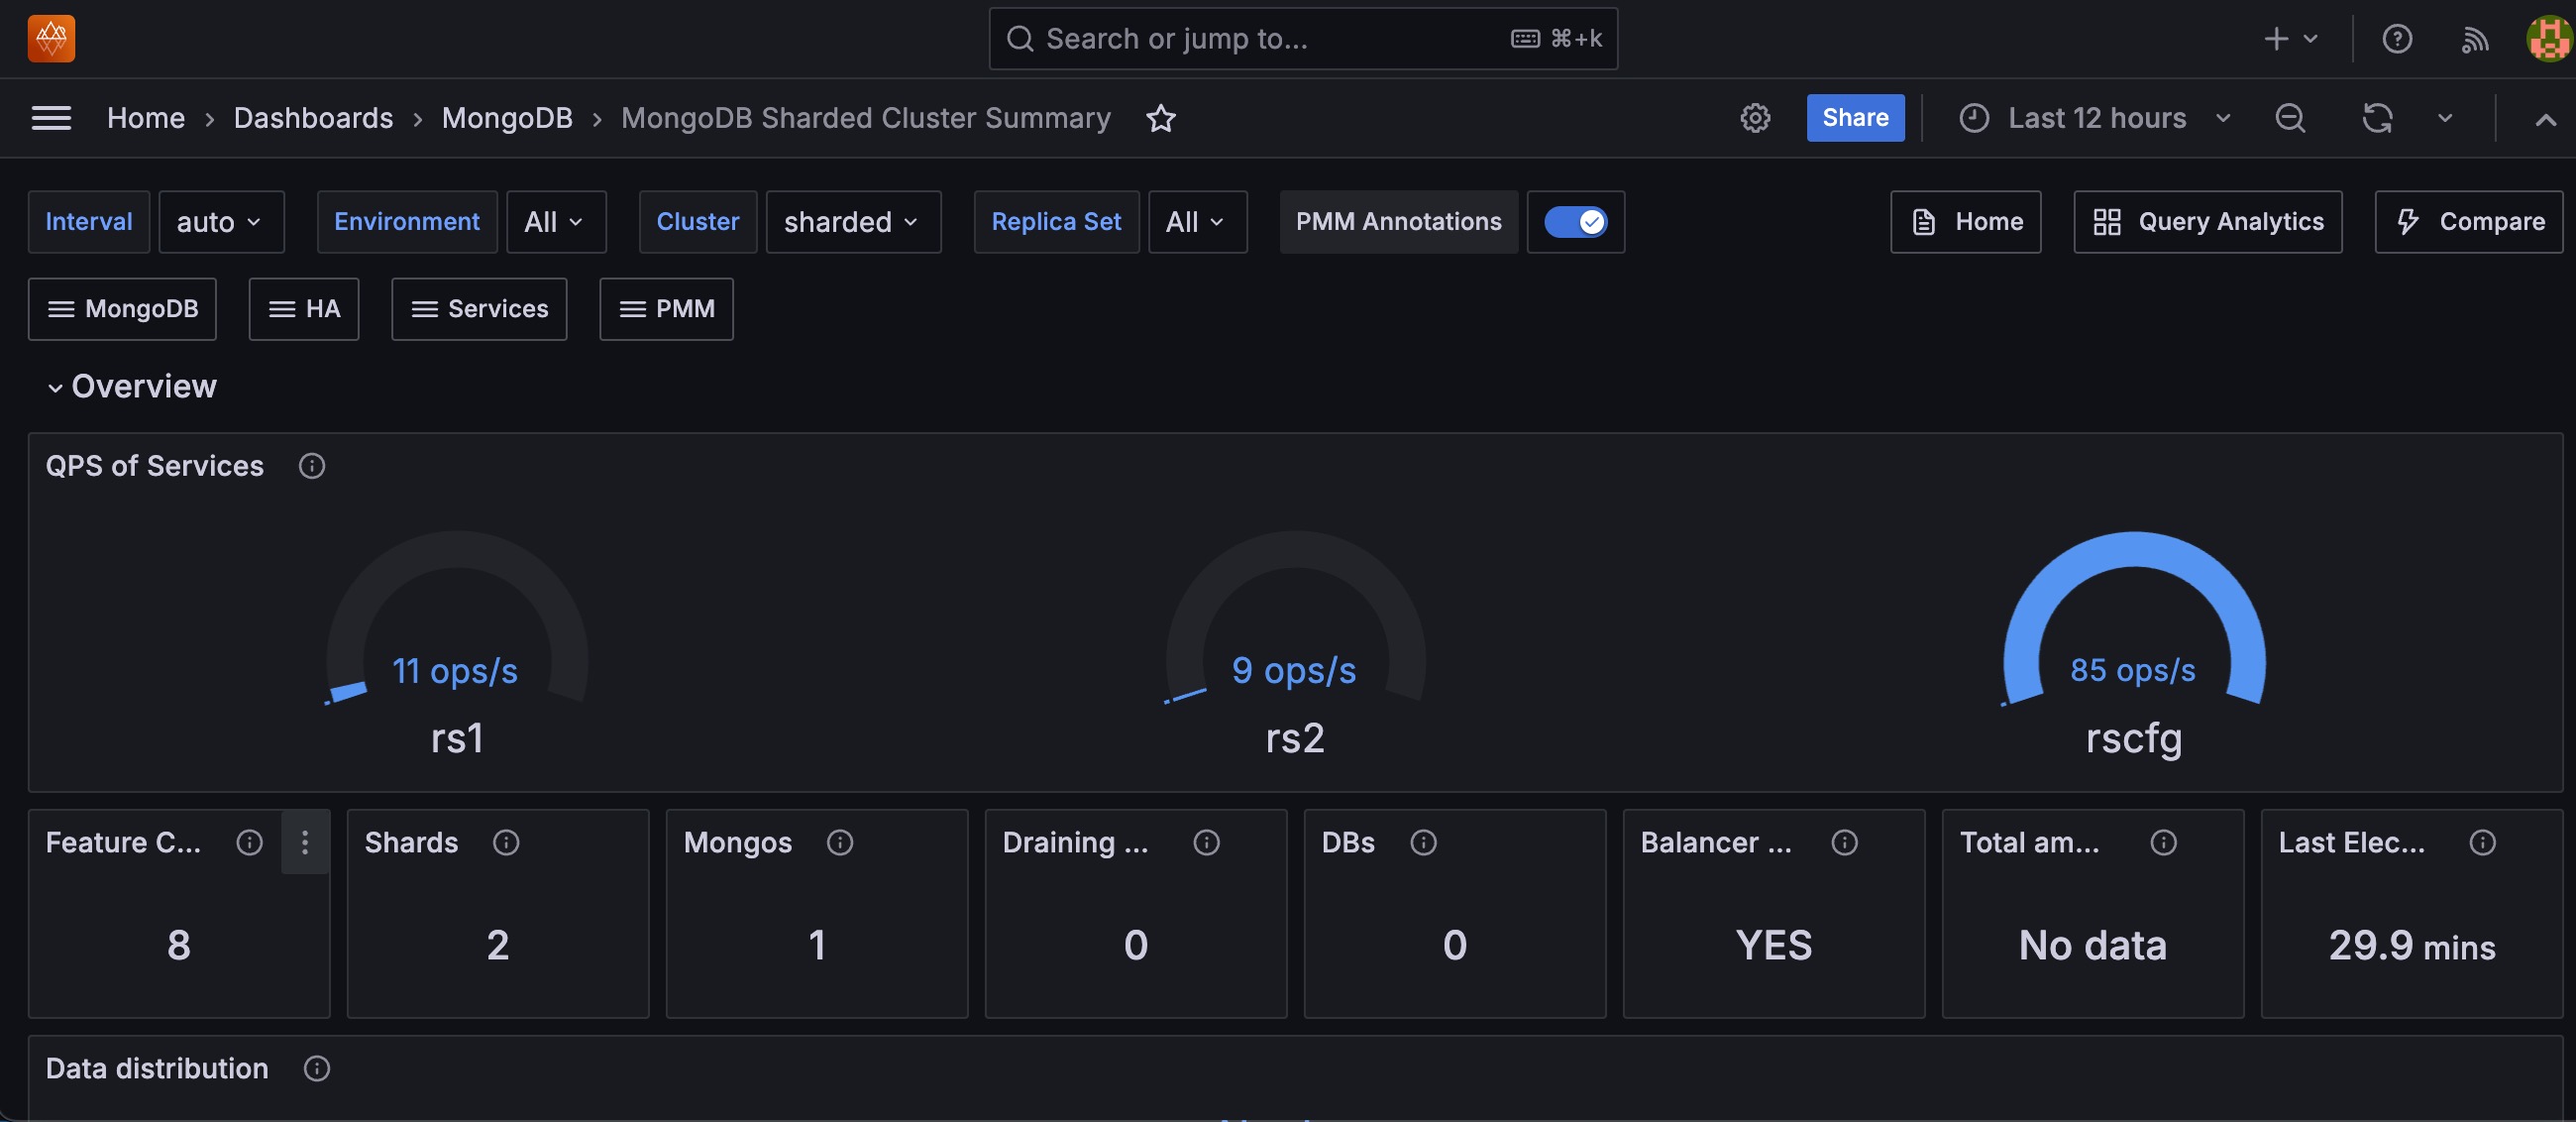 Search or jump to... ⌘+k
Home › Dashboards › MongoDB › MongoDB Sharded Cluster Summary Share Last 12 hours
Interval auto Environment All Cluster sharded Replica Set All PMM Annotations Home Query Analytics Compare
MongoDB HA Services PMM
Overview
QPS of Services
11 ops/s 9 ops/s 85 ops/s
rs1 rs2 rscfg
Feature C... Shards Mongos Draining ... DBs Balancer ... Total am... Last Elec...
8 2 1 0 0 YES No data 29.9 mins
Data distribution